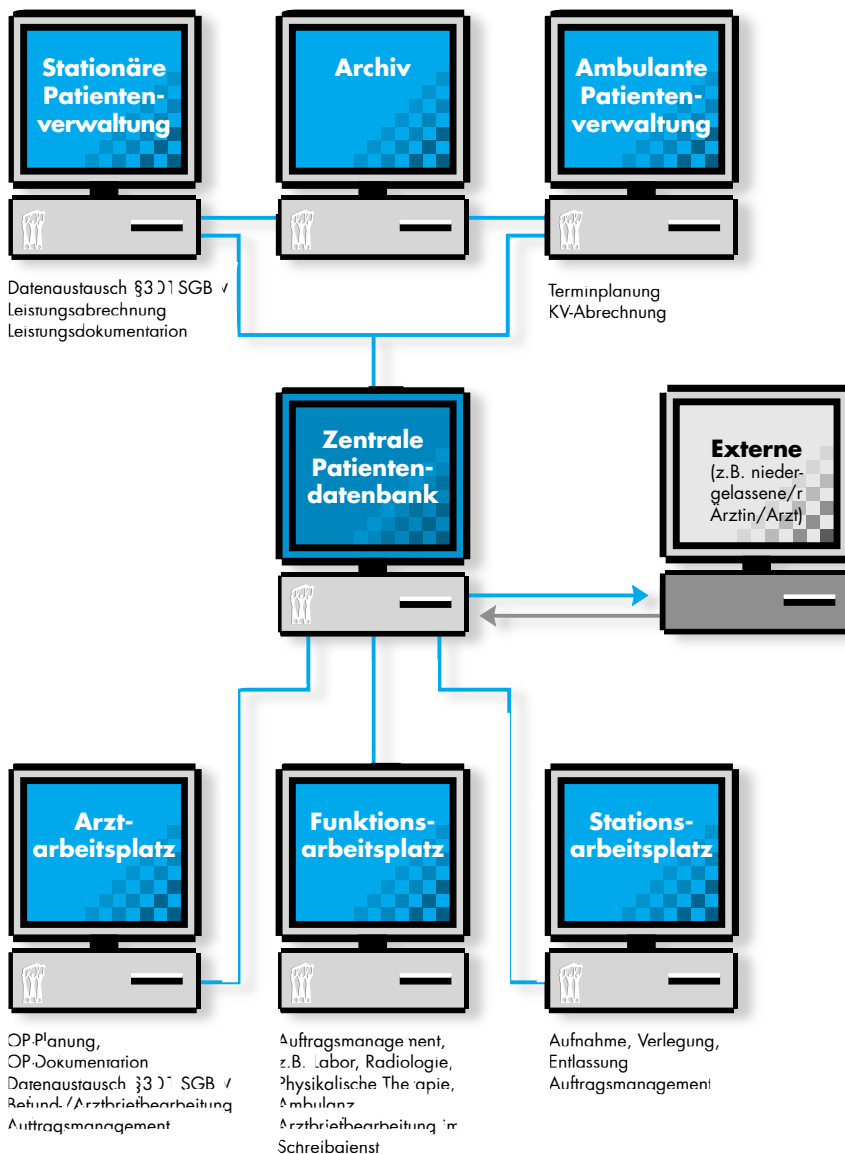 Stationäre
Patienten-
verwaltung
Archiv
Ambulante
Patienten-
verwaltung
Datenaustausch §301 SGB V
Leistungsabrechnung
Leistungsdokumentation
Terminplanung
KV-Abrechnung
Zentrale
Patienten-
datenbank
Externe
(z.B. nieder-
gelassene/r
Ärztin/Arzt)
Arzt-
arbeitsplatz
Funktions-
arbeitsplatz
Stations-
arbeitsplatz
OP-Planung,
OP-Dokumentation
Datenaustausch §301 SGB V
Befund-/Arztbriefbearbeitung
Auftragsmanagement
Auftragsmanagement,
z.B. Labor, Radiologie,
Physikalische Therapie,
Ambulanz
Arztbriefbearbeitung im
Schreibdienst
Aufnahme, Verlegung,
Entlassung
Auftragsmanagement